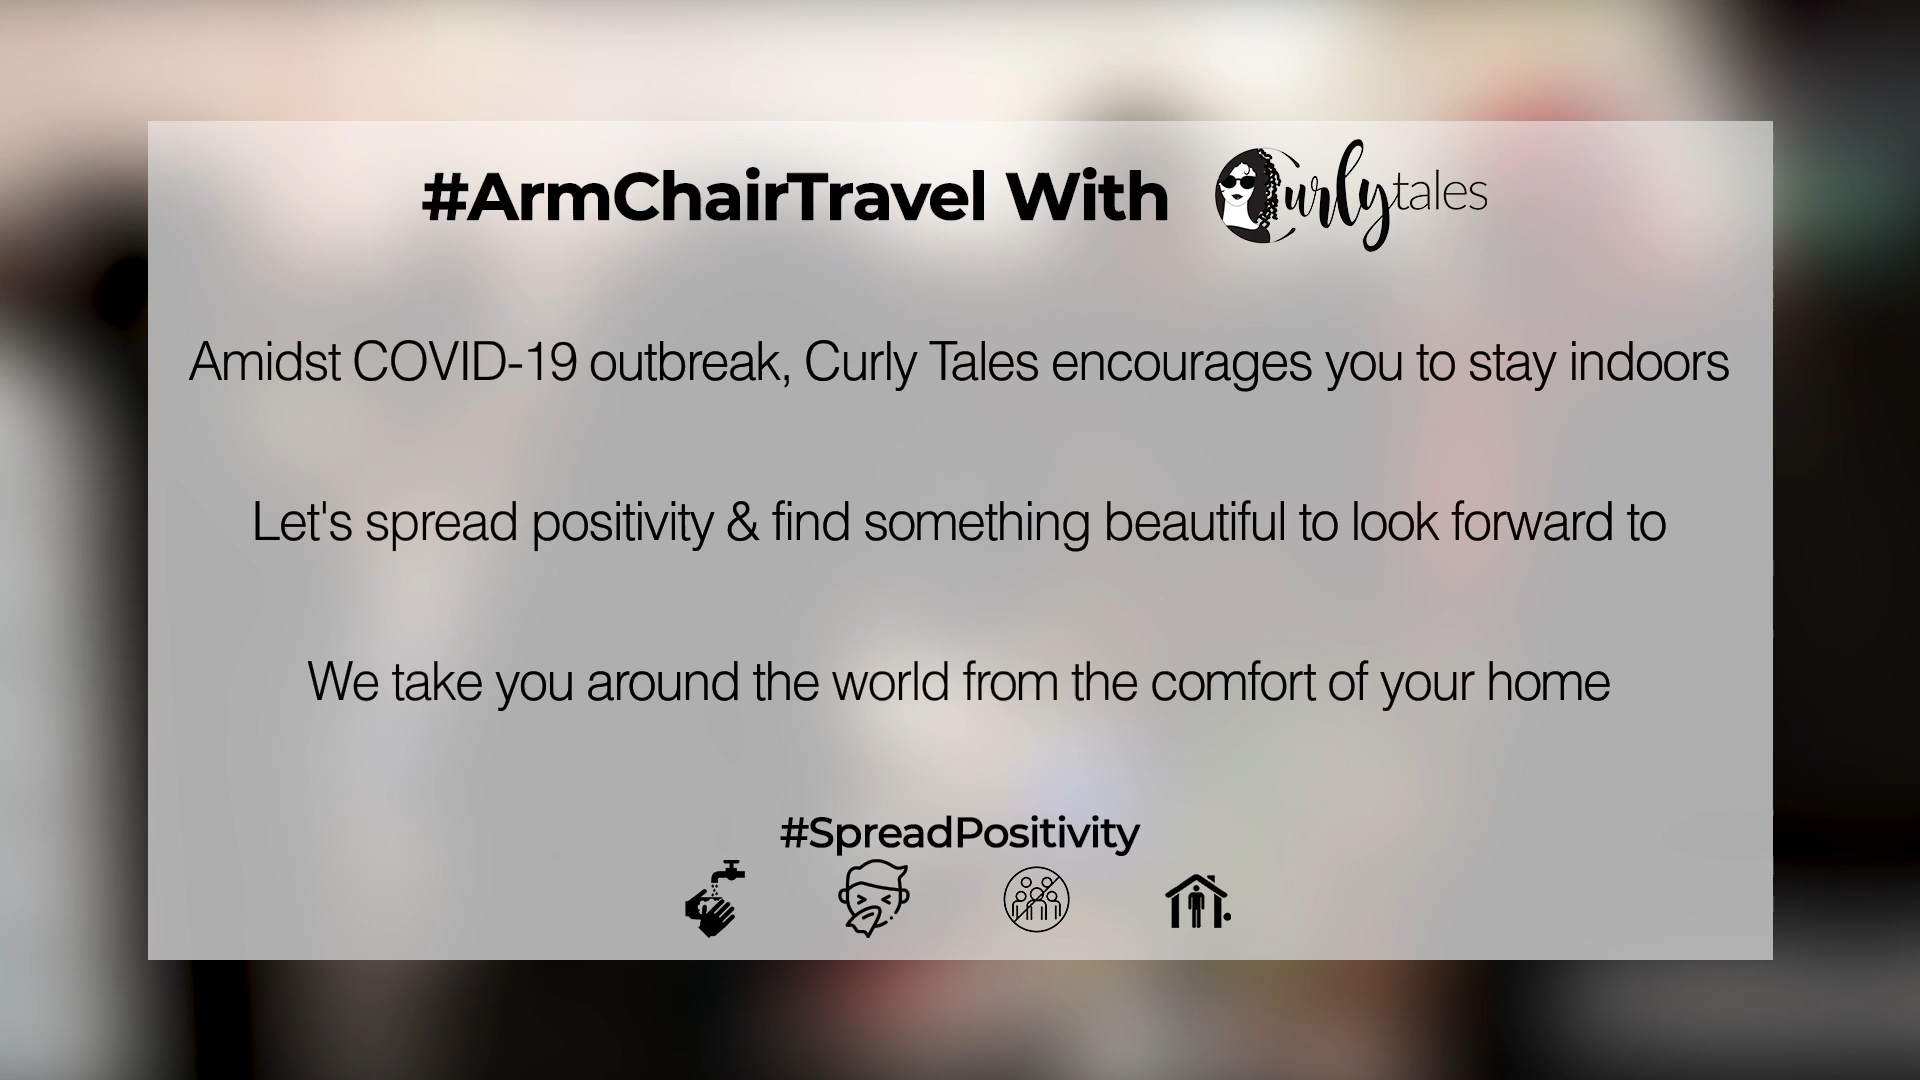 #ArmChairTravel With Curlytales
Amidst COVID-19 outbreak, Curly Tales encourages you to stay indoors
Let's spread positivity & find something beautiful to look forward to
We take you around the world from the comfort of your home
#SpreadPositivity